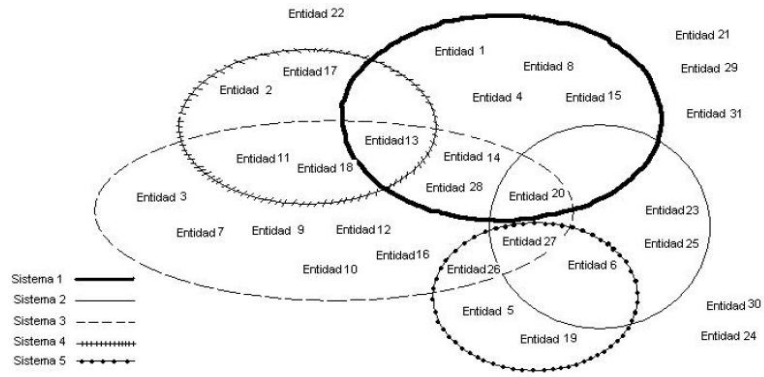 Entidad 22
Entidad 21
Entidad 1
Entidad 8
Entidad 29
Entidad 17
Entidad 2
Entidad 4
Entidad 15
Entidad 31
Entidad 13
Entidad 14
Entidad 11
Entidad 18
Entidad 28
Entidad 20
Entidad 3
Entidad 23
Entidad 7
Entidad 9
Entidad 12
Entidad 27
Entidad 25
Entidad 16
Entidad 10
Entidad 26
Entidad 6
Sistema 1
Sistema 2
Sistema 3
Sistema 4
Sistema 5
Entidad 5
Entidad 19
Entidad 30
Entidad 24